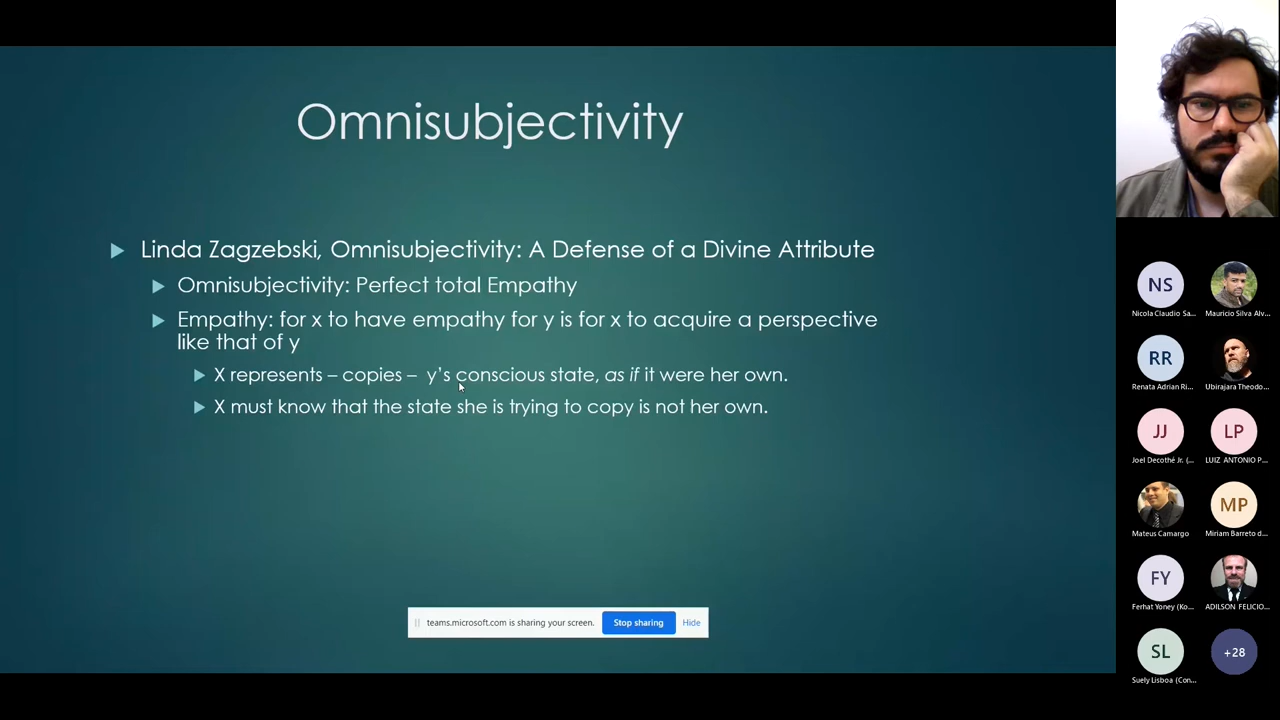 Omnisubjectivity
Linda Zagzebski, Omnisubjectivity: A Defense of a Divine Attribute
Omnisubjectivity: Perfect total Empathy
Empathy: for x to have empathy for y is for x to acquire a perspective
like that of y
X represents – copies – y's conscious state, as if it were her own.
X must know that the state she is trying to copy is not her own.
teams.microsoft.com is sharing your screen.
Stop sharing
Hide
NS
Nicola Claudio Sa...
Mauricio Silva Alv...
RR
Renata Adrian Ri...
Ubirajara Theodo...
JJ
Joel Decothé Jr. (...
LP
LUIZ ANTONIO P...
Mateus Camargo
MP
Miriam Barreto d...
FY
Ferhat Yoney (Ko...
ADILSON FELICIO...
SL
Suely Lisboa (Con...
+28